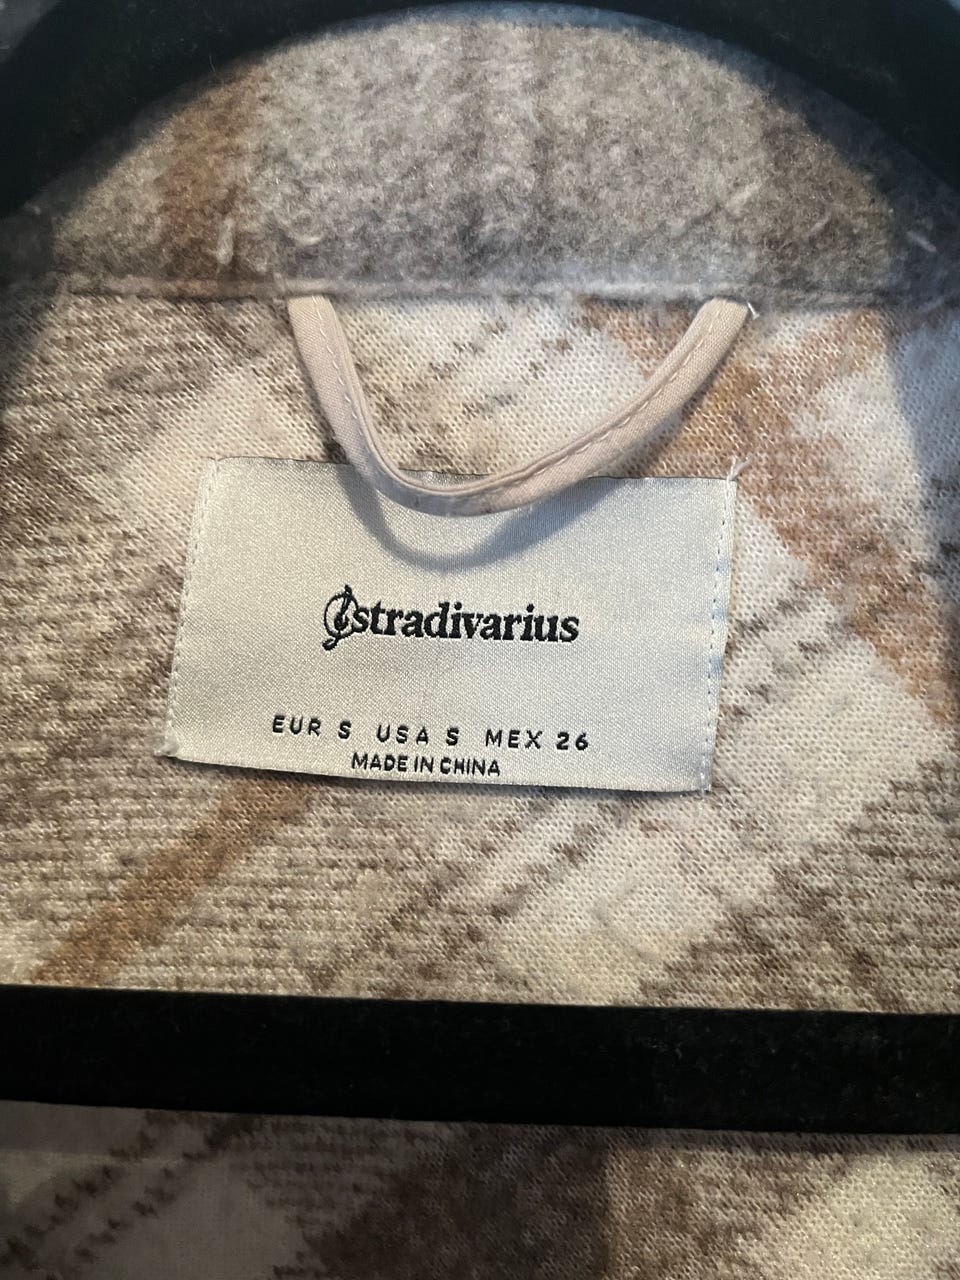 stradivarius
EUR S USA S MEX 26
MADE IN CHINA